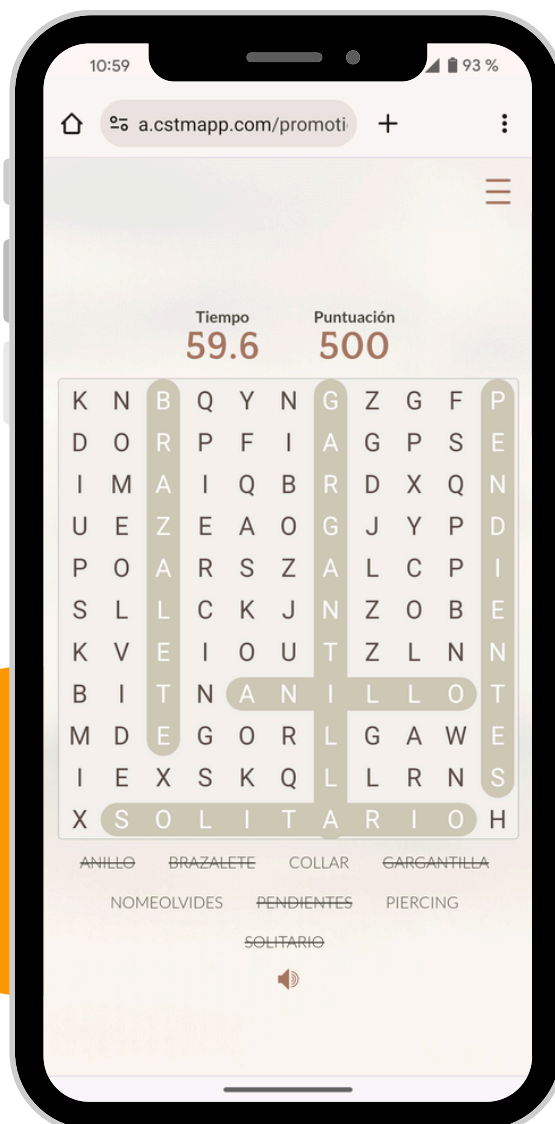 10:59 93 %
a.cstmapp.com/promoti
Tiempo Puntuación
59.6 500
K N B Q Y N G Z G F P
D O R P F I A G P S E
I M A I Q B R D X Q N
U E Z E A O G J Y P D
P O A R S Z A L C P I
S L L C K J N Z O B E
K V E I O U T Z L N N
B I T N A N I L L O T
M D E G O R L G A W E
I E X S K Q L L R N S
X S O L I T A R I O H
ANILLO BRAZALETE COLLAR GARGANTILLA
NOMEOLVIDES PENDIENTES PIERCING
SOLITARIO